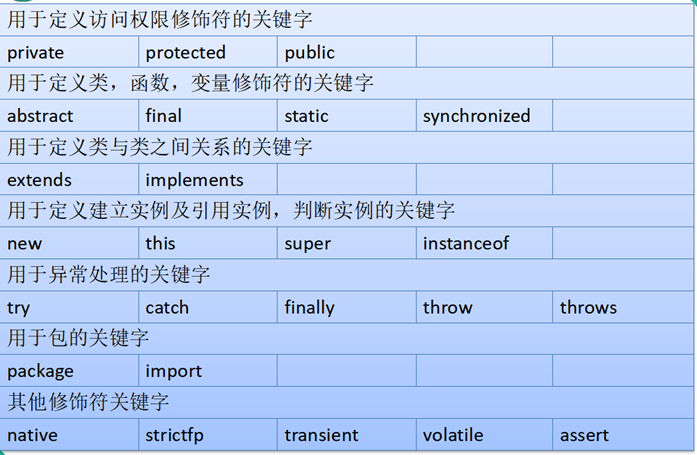 用于定义访问权限修饰符的关键字
private protected public
用于定义类，函数，变量修饰符的关键字
abstract final static synchronized
用于定义类与类之间关系的关键字
extends implements
用于定义建立实例及引用实例，判断实例的关键字
new this super instanceof
用于异常处理的关键字
try catch finally throw throws
用于包的关键字
package import
其他修饰符关键字
native strictfp transient volatile assert